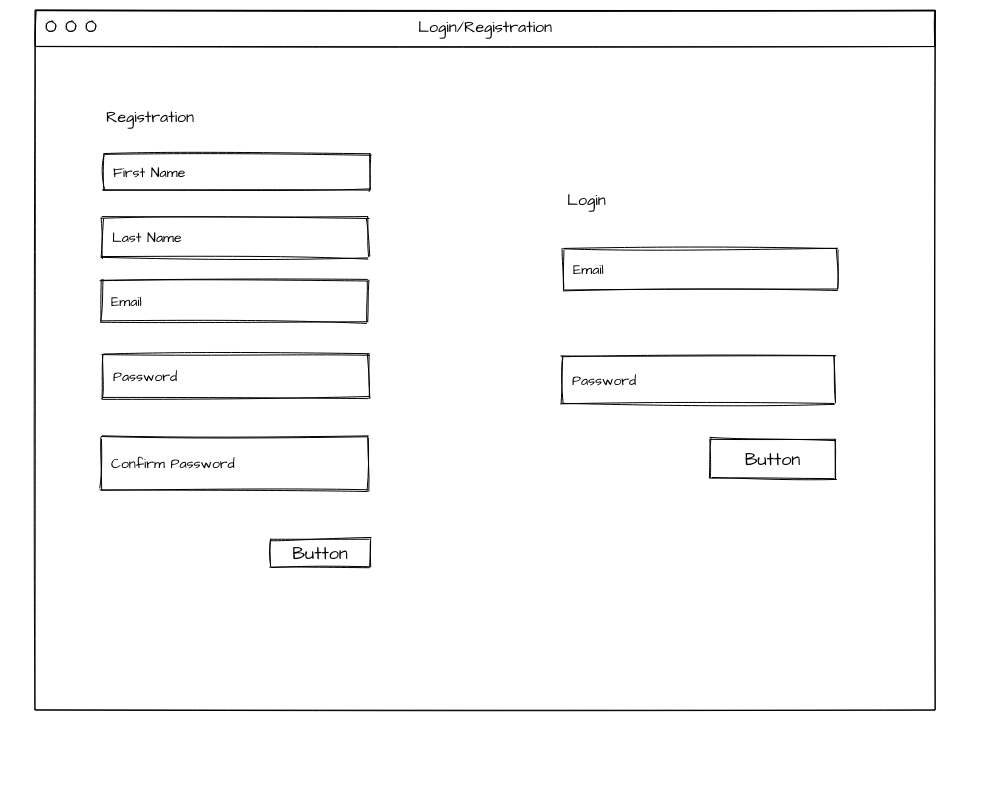 Login/Registration
Registration
First Name
Last Name
Email
Password
Confirm Password
Button
Login
Email
Password
Button